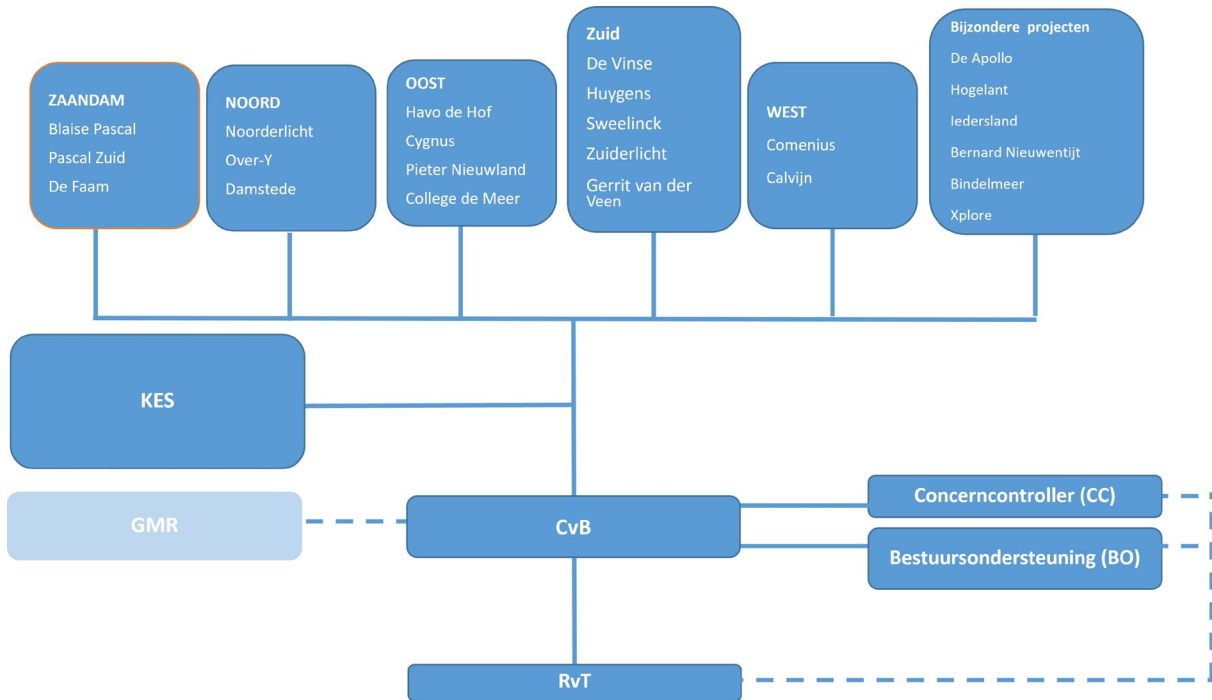 ZAANDAM
Blaise Pascal
Pascal Zuid
De Faam
NOORD
Noorderlicht
Over-Y
Damstede
OOST
Havo de Hof
Cygnus
Pieter Nieuwland
College de Meer
Zuid
De Vinse
Huygens
Sweelinck
Zuiderlicht
Gerrit van der
Veen
WEST
Comenius
Calvijn
Bijzondere projecten
De Apollo
Hogelant
Iedersland
Bernard Nieuwentijt
Bindelmeer
Xplore
KES
GMR
CvB
Concerncontroller (CC)
Bestuursondersteuning (BO)
RvT